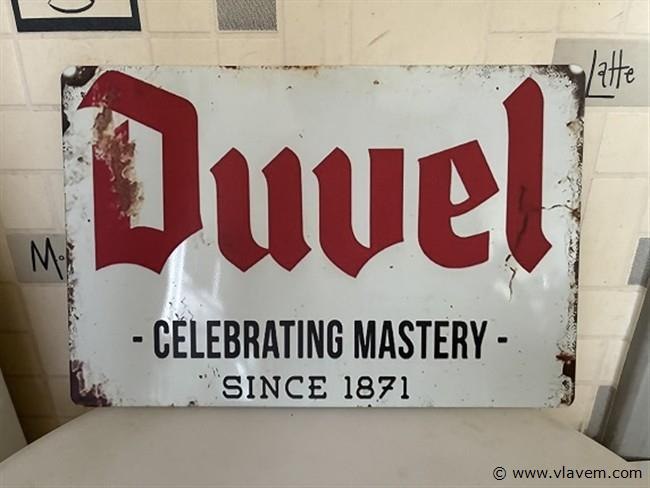 Latte
Duvel
- CELEBRATING MASTERY -
SINCE 1871
© www.vlavem.com